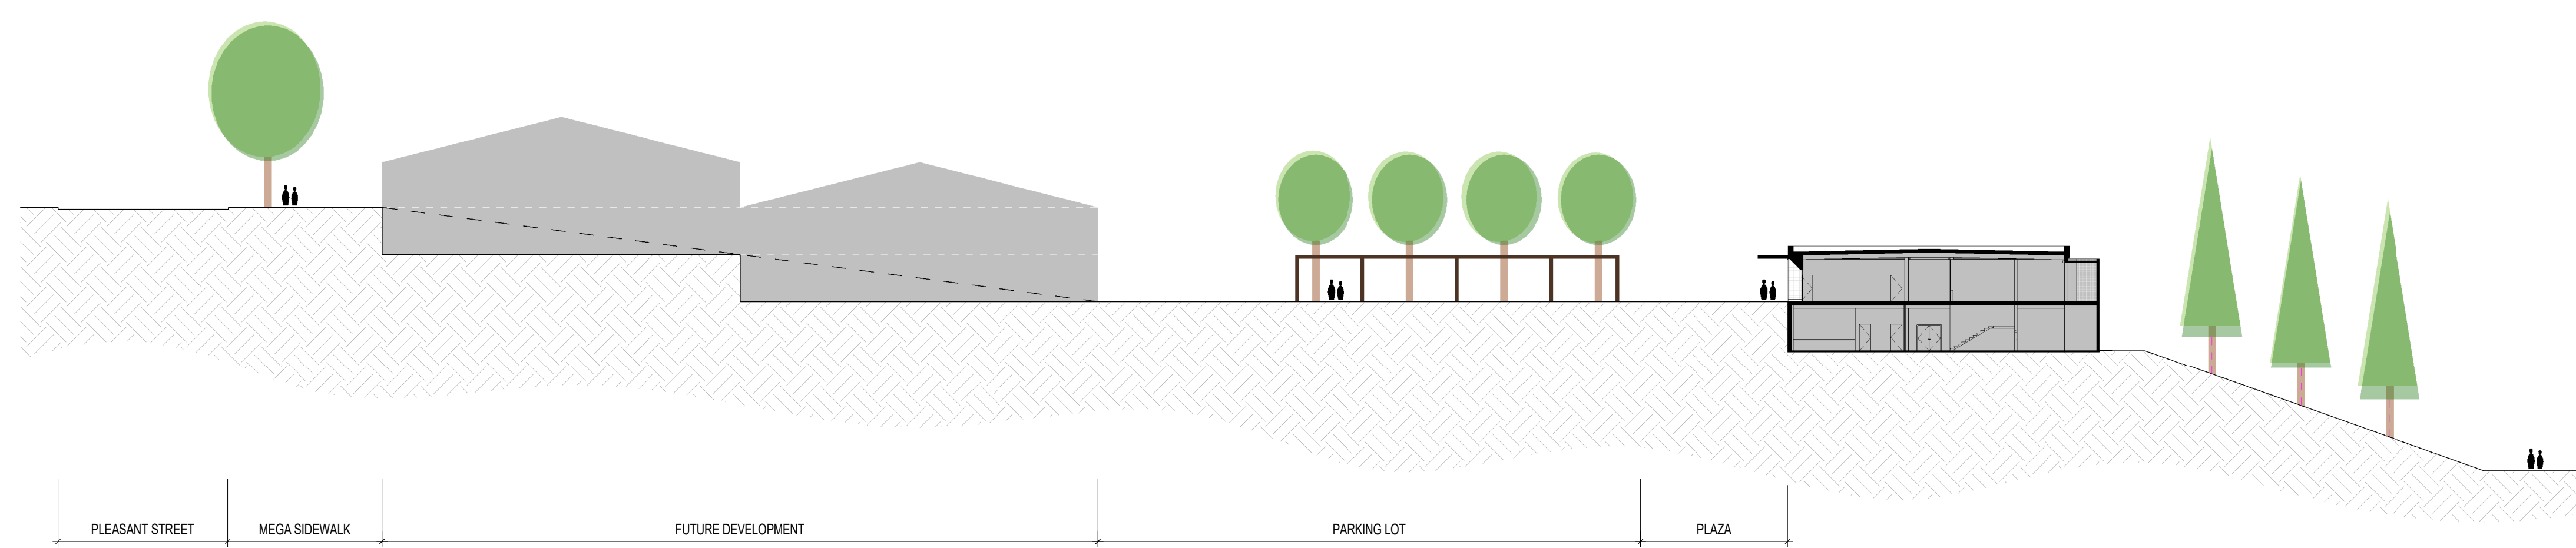 PLEASANT STREET
MEGA SIDEWALK
FUTURE DEVELOPMENT
PARKING LOT
PLAZA